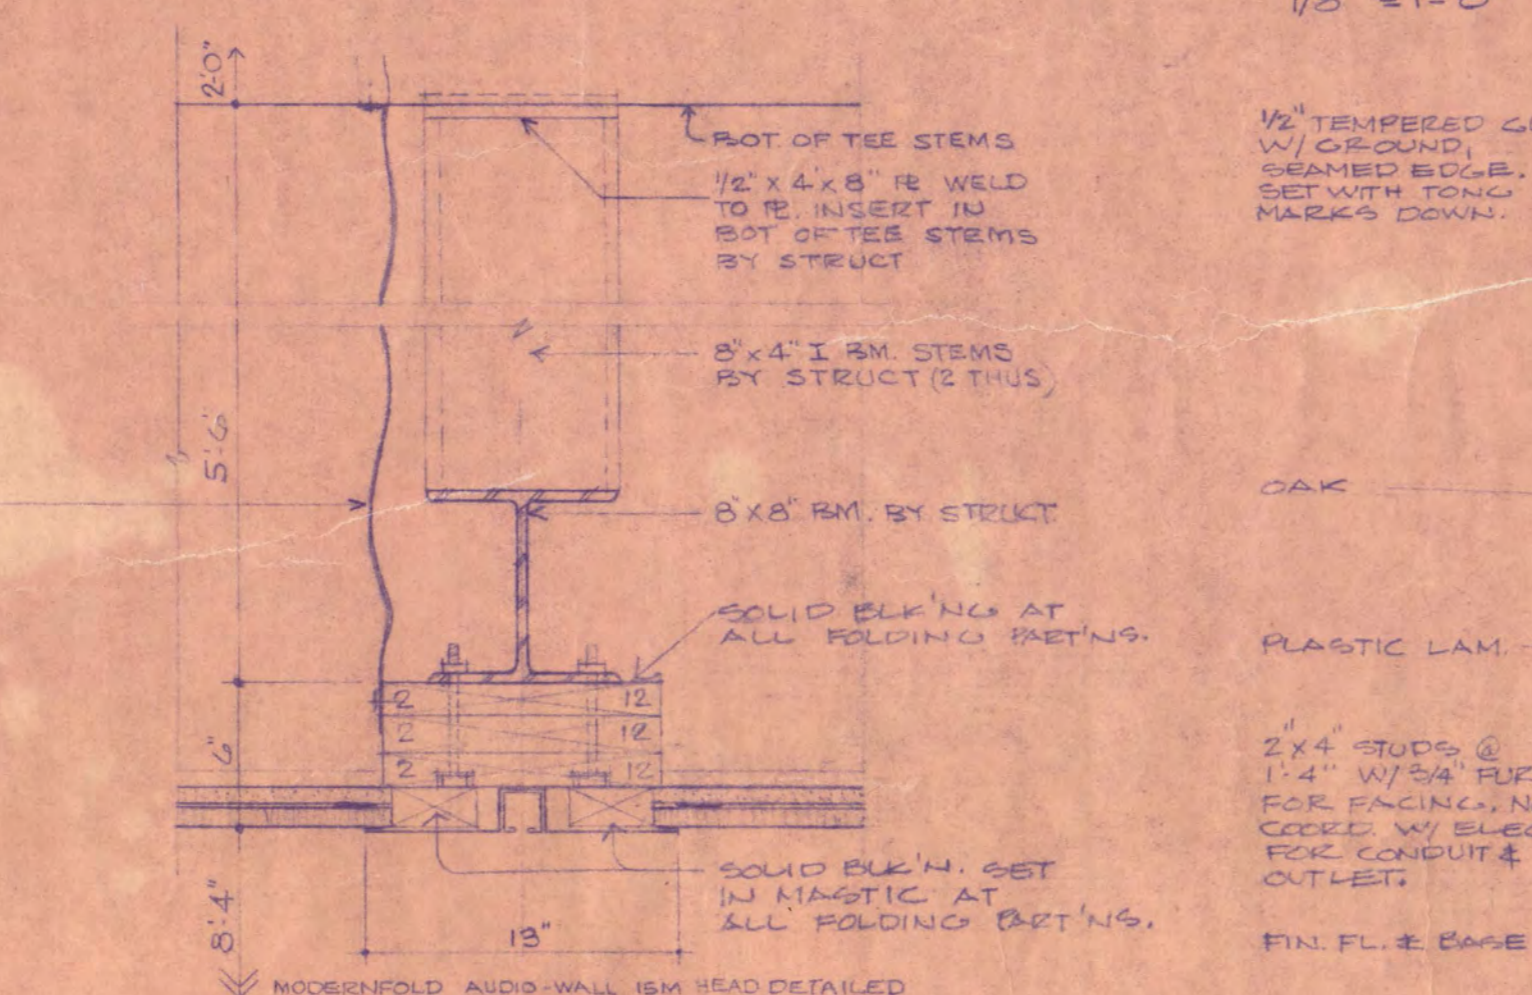 2'-0"
BOT OF TEE STEMS
1/2" x 4 x 8" PL WELD
TO PL. INSERT IN
BOT OF TEE STEMS
BY STRUCT
8" x 4" I BM. STEMS
BY STRUCT (2 THUS)
5'-6"
8"X8" BM. BY STRUCT
SOLID BLK'NG AT
ALL FOLDING PART'NS.
2 12
2 12
2 12
6"
SOLID BLK'N. SET
IN MASTIC AT
ALL FOLDING PART'NS.
13"
8'-4"
MODERNFOLD AUDIO-WALL 15M HEAD DETAILED
1/2" TEMPERED
W/ GROUND,
SEAMED EDGE.
SET WITH TONG
MARKS DOWN.
OAK
PLASTIC LAM.
2"x4" STUDS @
1'-4" W/ 3/4" FUR
FOR FACING. N
COORD. W/ ELEC
FOR CONDUIT &
OUTLET.
FIN. FL. & BASE